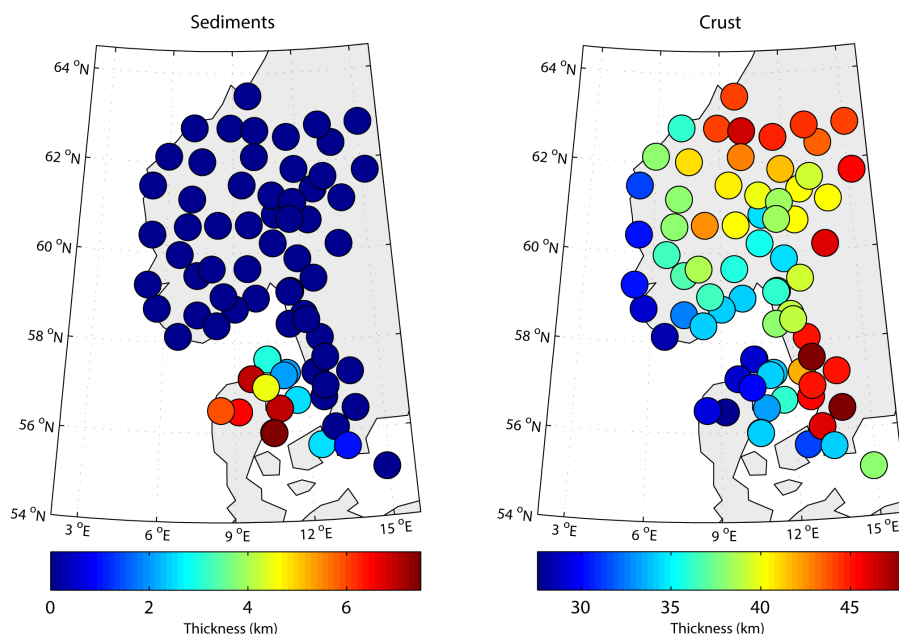 Sediments
Crust
64 °N
62 °N
60 °N
58 °N
56 °N
54 °N
3 °E
6 °E
9 °E
12 °E
15 °E
64 °N
62 °N
60 °N
58 °N
56 °N
54 °N
3 °E
6 °E
9 °E
12 °E
15 °E
0 2 4 6
Thickness (km)
30 35 40 45
Thickness (km)